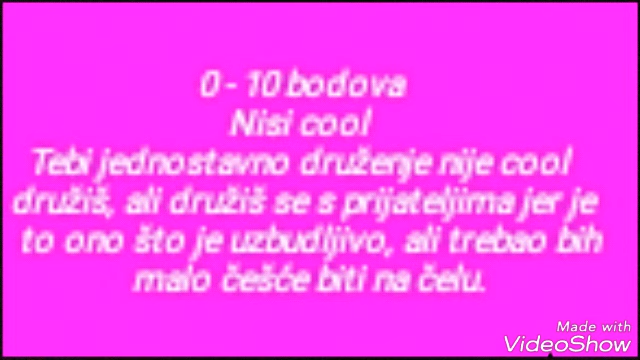 0 - 10 bodova
Nisi cool
Tebi jednostavno druženje nije cool
družiš, ali družiš se s prijateljima jer je
to ono što je uzbudljivo, ali trebao bih
malo češće biti na čelu.
Made with
VideoShow